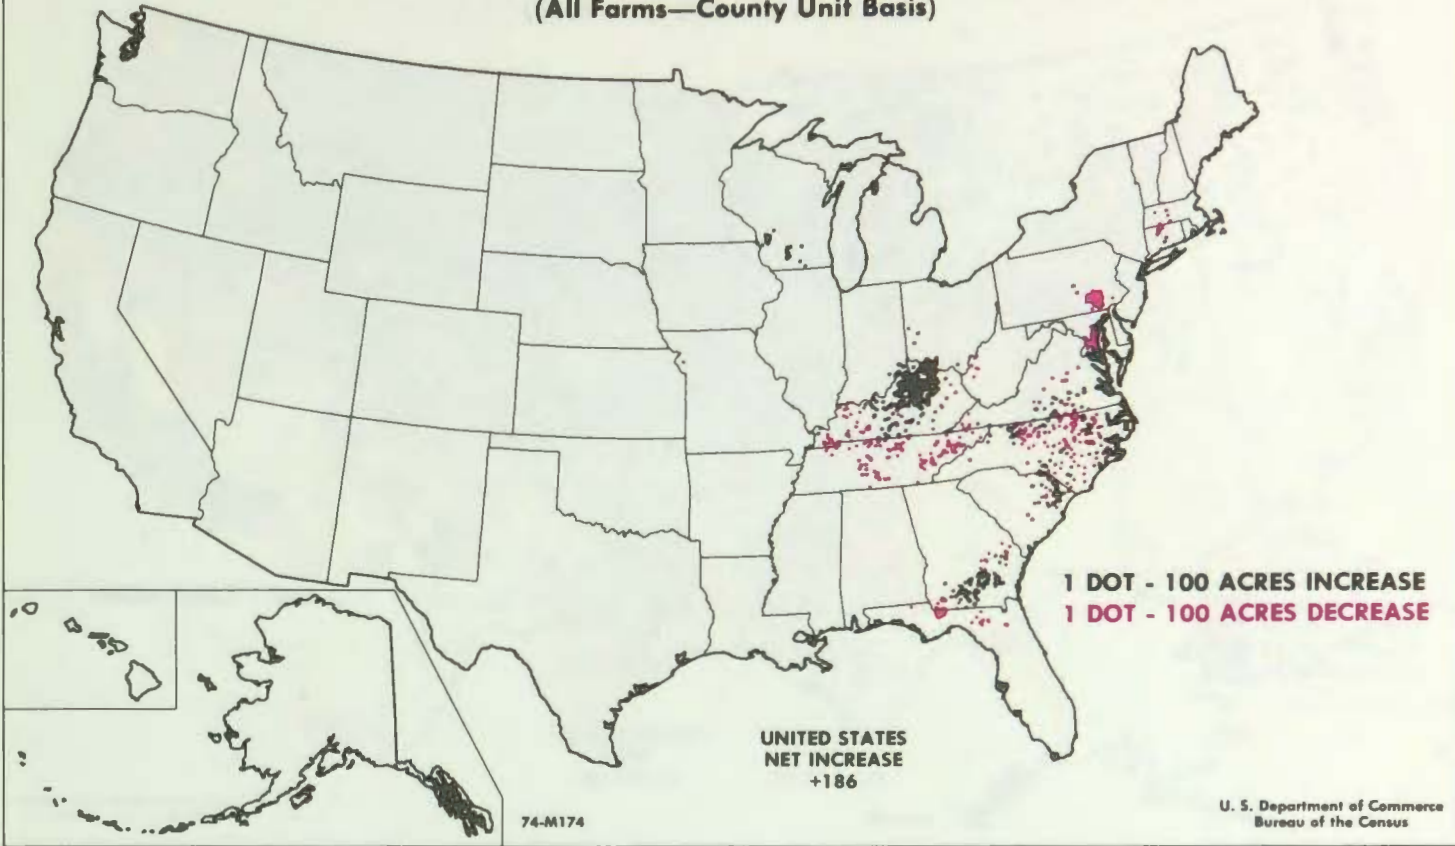 (All Farms—County Unit Basis)
1 DOT - 100 ACRES INCREASE
1 DOT - 100 ACRES DECREASE
UNITED STATES
NET INCREASE
+186
74-M174
U. S. Department of Commerce
Bureau of the Census